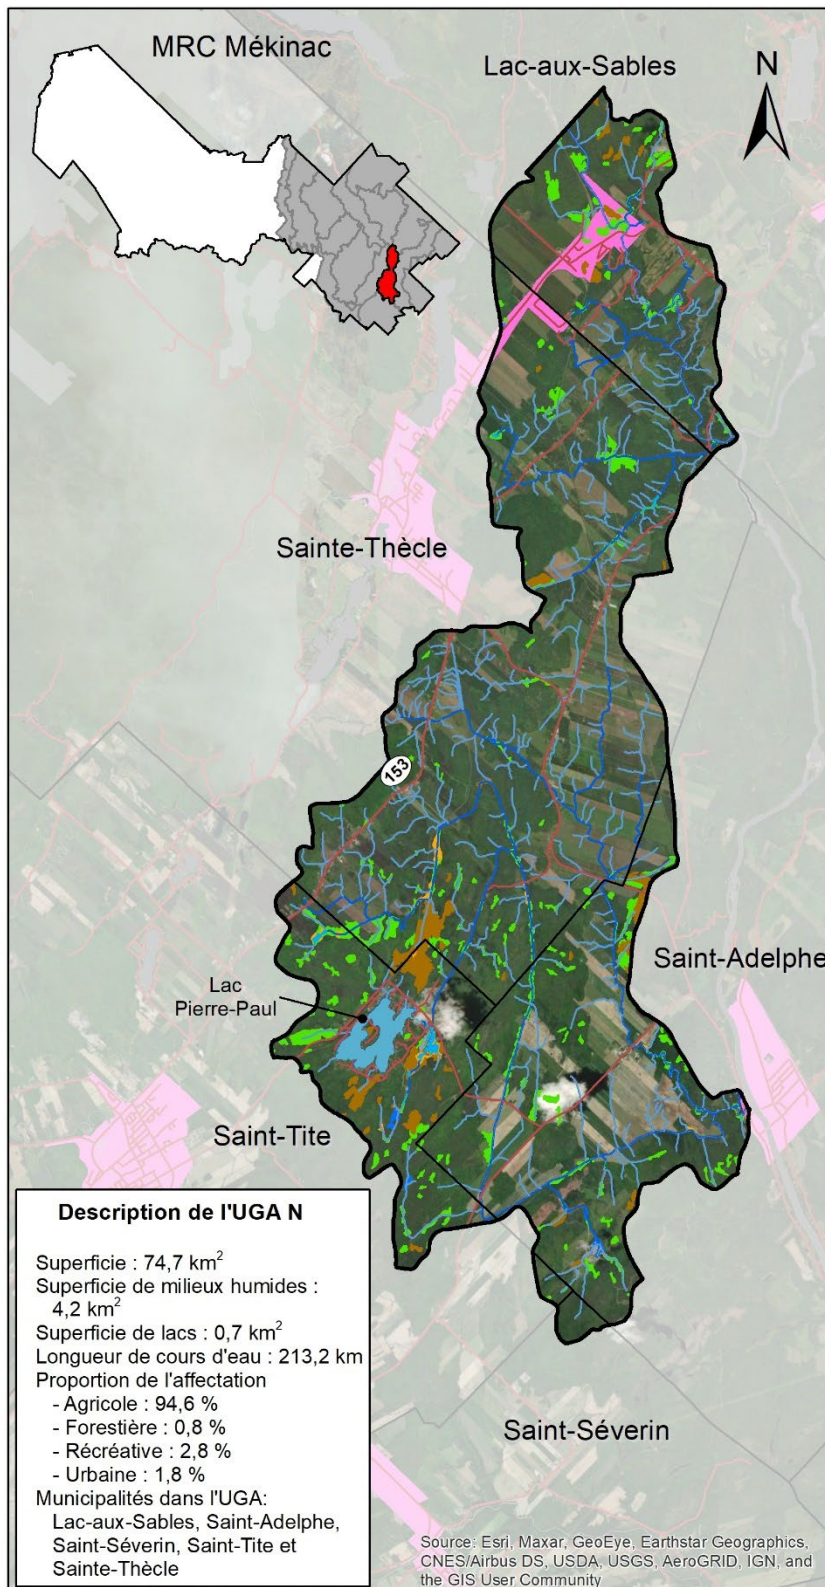 MRC Mékinac
Lac-aux-Sables
N
Sainte-Thècle
153
Saint-Adelphe
Lac
Pierre-Paul
Saint-Tite
Description de l'UGA N
Superficie : 74,7 km²
Superficie de milieux humides :
4,2 km²
Superficie de lacs : 0,7 km²
Longueur de cours d'eau : 213,2 km
Proportion de l'affectation
- Agricole : 94,6 %
- Forestière : 0,8 %
- Récréative : 2,8 %
- Urbaine : 1,8 %
Municipalités dans l'UGA:
Lac-aux-Sables, Saint-Adelphe,
Saint-Séverin, Saint-Tite et
Sainte-Thècle
Saint-Séverin
Source: Esri, Maxar, GeoEye, Earthstar Geographics,
CNES/Airbus DS, USDA, USGS, AeroGRID, IGN, and
the GIS User Community